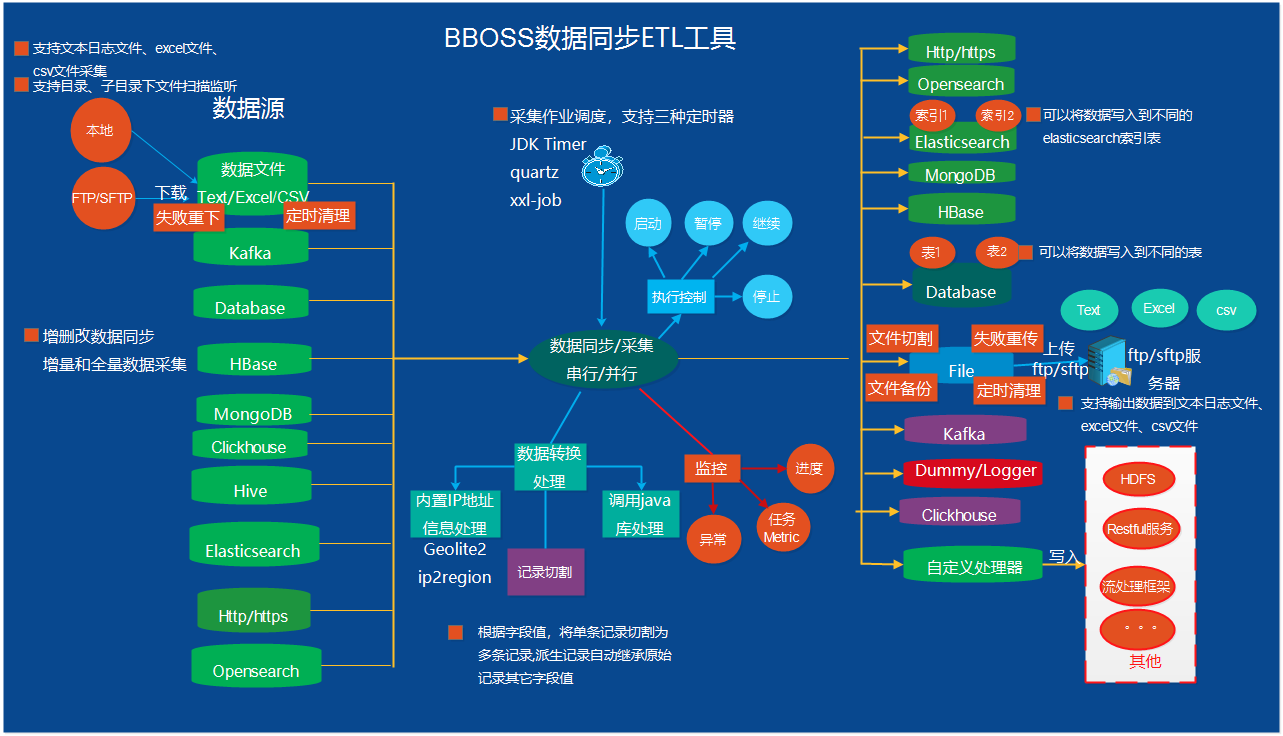 BBOSS数据同步ETL工具
支持文本日志文件、excel文件、
csv文件采集
支持目录、子目录下文件扫描监听
数据源
本地
FTP/SFTP
下载
失败重下
数据文件
Text/Excel/CSV
定时清理
Kafka
Database
增删改数据同步
增量和全量数据采集
HBase
MongoDB
Clickhouse
Hive
Elasticsearch
Http/https
Opensearch
采集作业调度，支持三种定时器
JDK Timer
quartz
xxl-job
启动
暂停
继续
执行控制
停止
数据同步/采集
串行/并行
数据转换
处理
内置IP地址
信息处理
Geolite2
ip2region
调用java
库处理
记录切割
根据字段值，将单条记录切割为
多条记录,派生记录自动继承原始
记录其它字段值
监控
进度
异常
任务
Metric
Http/https
Opensearch
索引1
索引2
Elasticsearch
可以将数据写入到不同的
elasticsearch索引表
MongoDB
HBase
表1
表2
可以将数据写入到不同的表
Database
Text
Excel
csv
文件切割
失败重传
File
文件备份
定时清理
上传
ftp/sftp
ftp/sftp服
务器
支持输出数据到文本日志文件、
excel文件、csv文件
Kafka
Dummy/Logger
Clickhouse
自定义处理器
写入
HDFS
Restful服务
流处理框架
。。。
其他